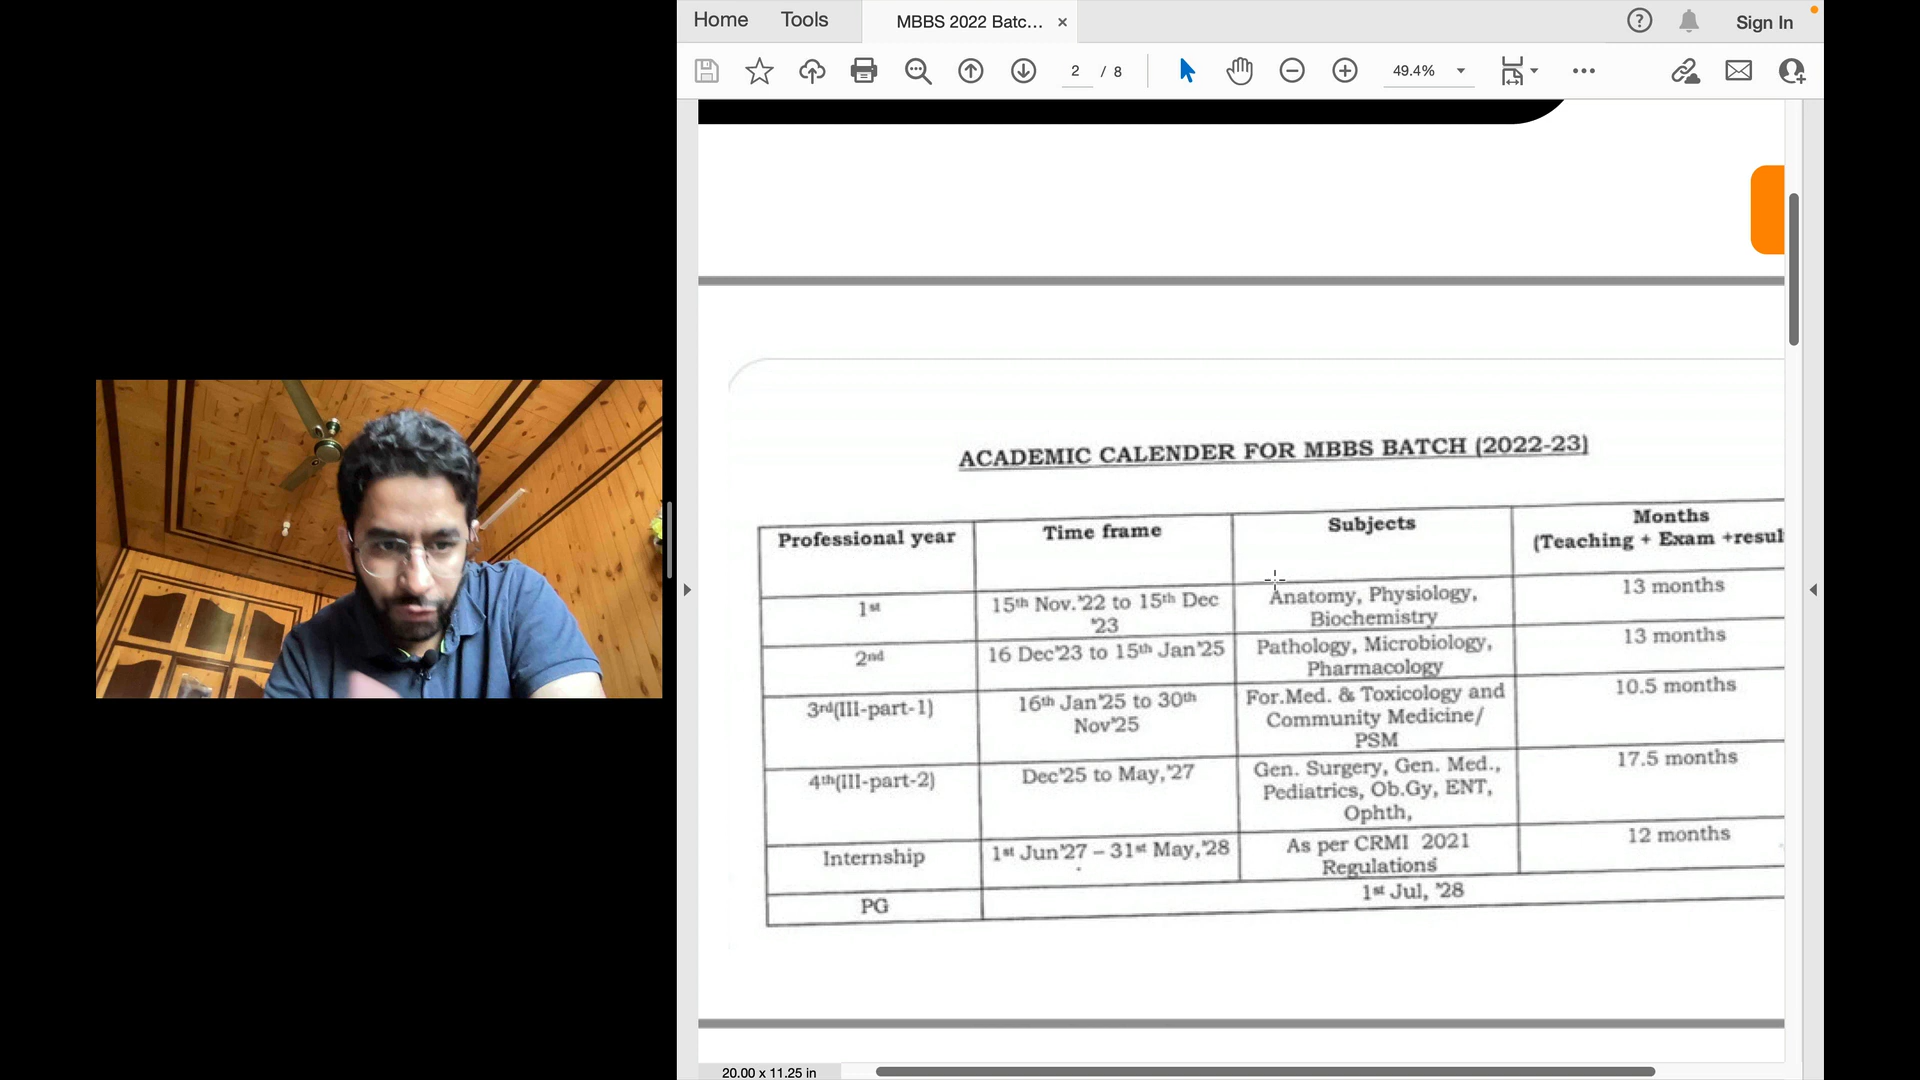 Home Tools MBBS 2022 Batc... × ? Sign In
2 / 8 49.4%
ACADEMIC CALENDER FOR MBBS BATCH (2022-23)
Professional year Time frame Subjects Months
(Teaching + Exam +resul
1st 15th Nov.'22 to 15th Dec Anatomy, Physiology, 13 months
'23 Biochemistry
2nd 16 Dec'23 to 15th Jan'25 Pathology, Microbiology, 13 months
Pharmacology
3rd(III-part-1) 16th Jan'25 to 30th For.Med. & Toxicology and 10.5 months
Nov'25 Community Medicine/
PSM
4th(III-part-2) Dec'25 to May,'27 Gen. Surgery, Gen. Med., 17.5 months
Pediatrics, Ob.Gy, ENT,
Ophth,
Internship 1st Jun'27 – 31st May,'28 As per CRMI 2021 12 months
Regulations
PG 1st Jul, '28
20.00 x 11.25 in